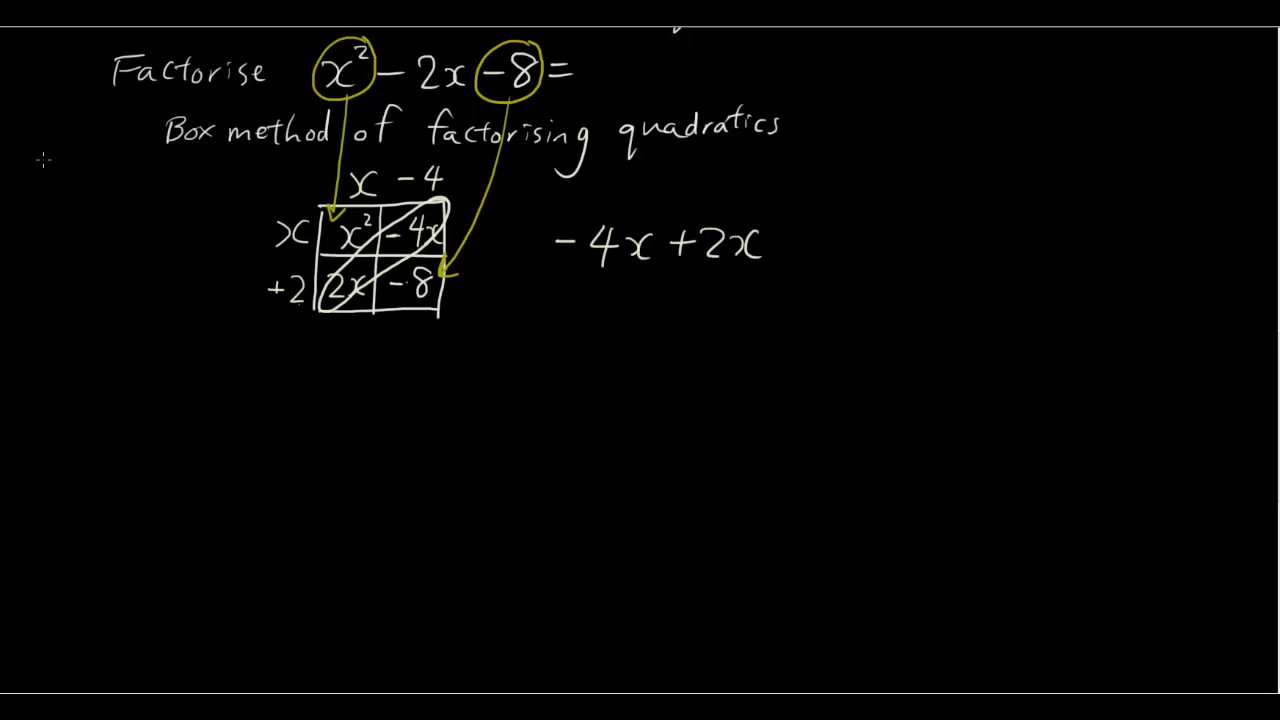 Factorise x² - 2x - 8 =
Box method of factorising quadratics
x - 4
x x² - 4x
- 4x + 2x
+2 2x - 8